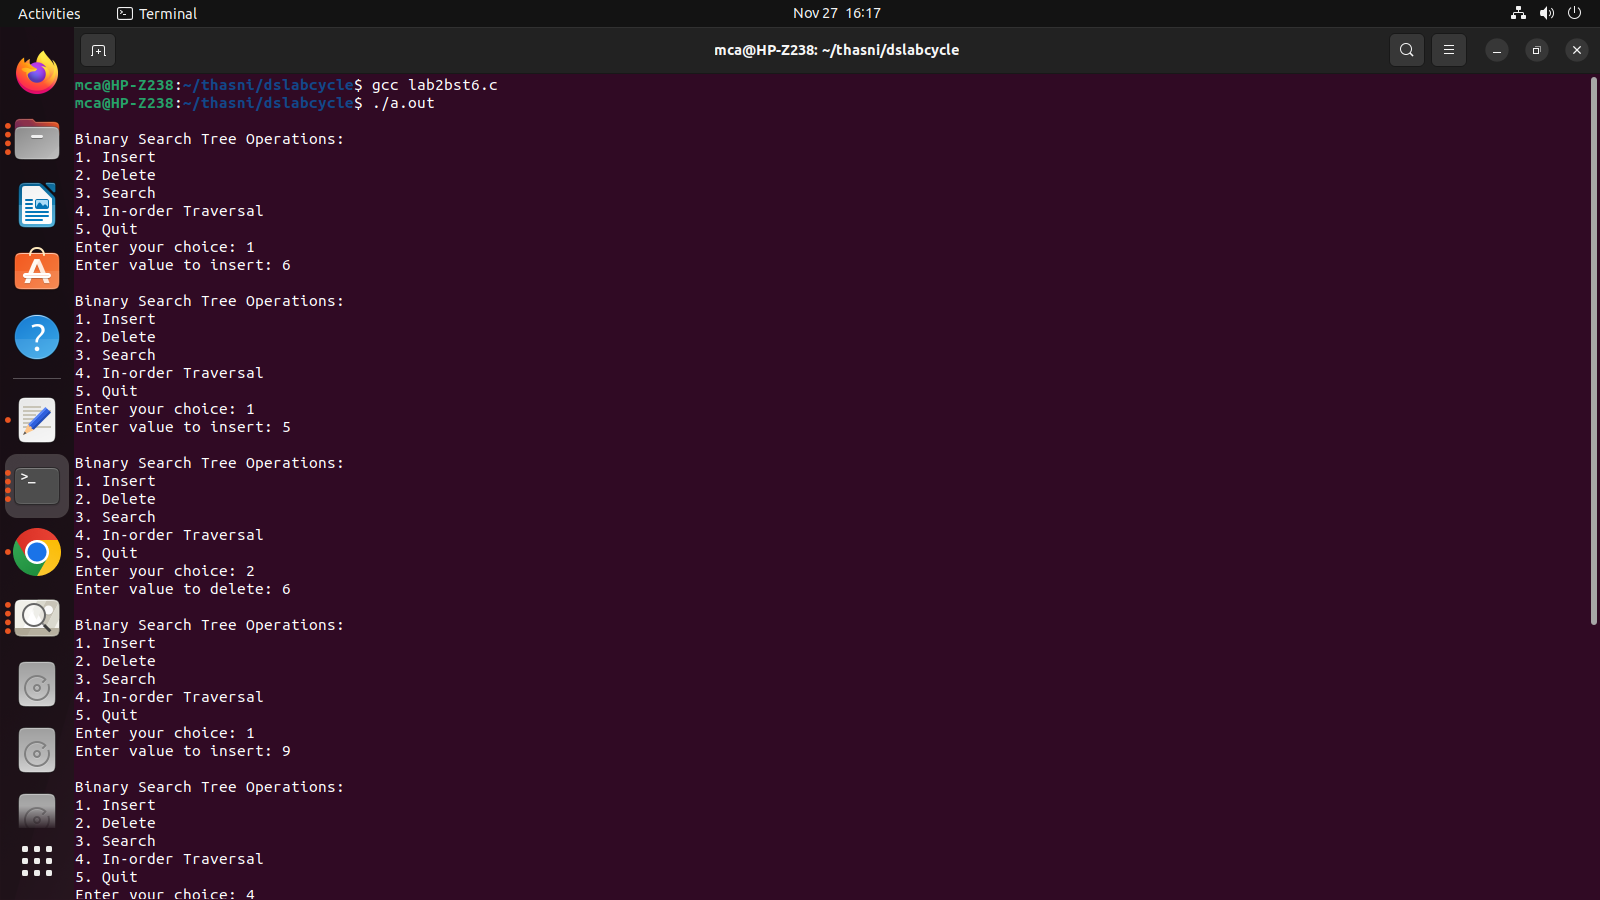 Activities
Terminal
Nov 27 16:17
mca@HP-Z238: ~/thasni/dslabcycle
mca@HP-Z238:~/thasni/dslabcycle$ gcc lab2bst6.c
mca@HP-Z238:~/thasni/dslabcycle$ ./a.out
Binary Search Tree Operations:
1. Insert
2. Delete
3. Search
4. In-order Traversal
5. Quit
Enter your choice: 1
Enter value to insert: 6
Binary Search Tree Operations:
1. Insert
2. Delete
3. Search
4. In-order Traversal
5. Quit
Enter your choice: 1
Enter value to insert: 5
Binary Search Tree Operations:
1. Insert
2. Delete
3. Search
4. In-order Traversal
5. Quit
Enter your choice: 2
Enter value to delete: 6
Binary Search Tree Operations:
1. Insert
2. Delete
3. Search
4. In-order Traversal
5. Quit
Enter your choice: 1
Enter value to insert: 9
Binary Search Tree Operations:
1. Insert
2. Delete
3. Search
4. In-order Traversal
5. Quit
Enter your choice: 4